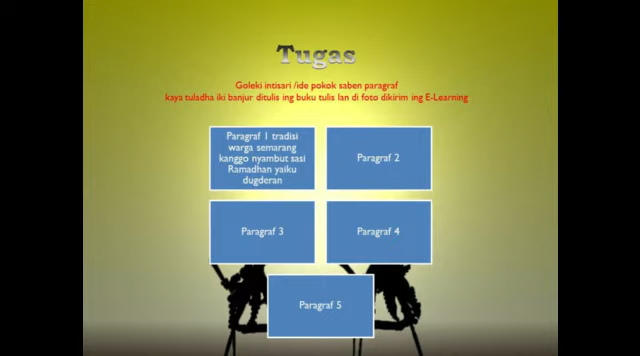 Tugas
Goleki intisari /ide pokok saben paragraf
kaya tuladha iki banjur ditulis ing buku tulis lan di foto dikirim ing E-Learning
Paragraf 1 tradisi
warga semarang
kanggo nyambut sasi
Ramadhan yaiku
dugderan
Paragraf 2
Paragraf 3
Paragraf 4
Paragraf 5